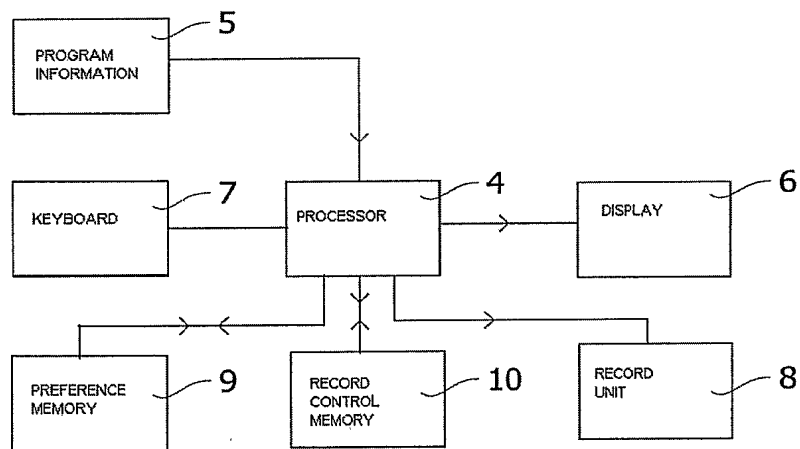 5
PROGRAM
INFORMATION
7
KEYBOARD
4
PROCESSOR
6
DISPLAY
9
PREFERENCE
MEMORY
10
RECORD
CONTROL
MEMORY
8
RECORD
UNIT